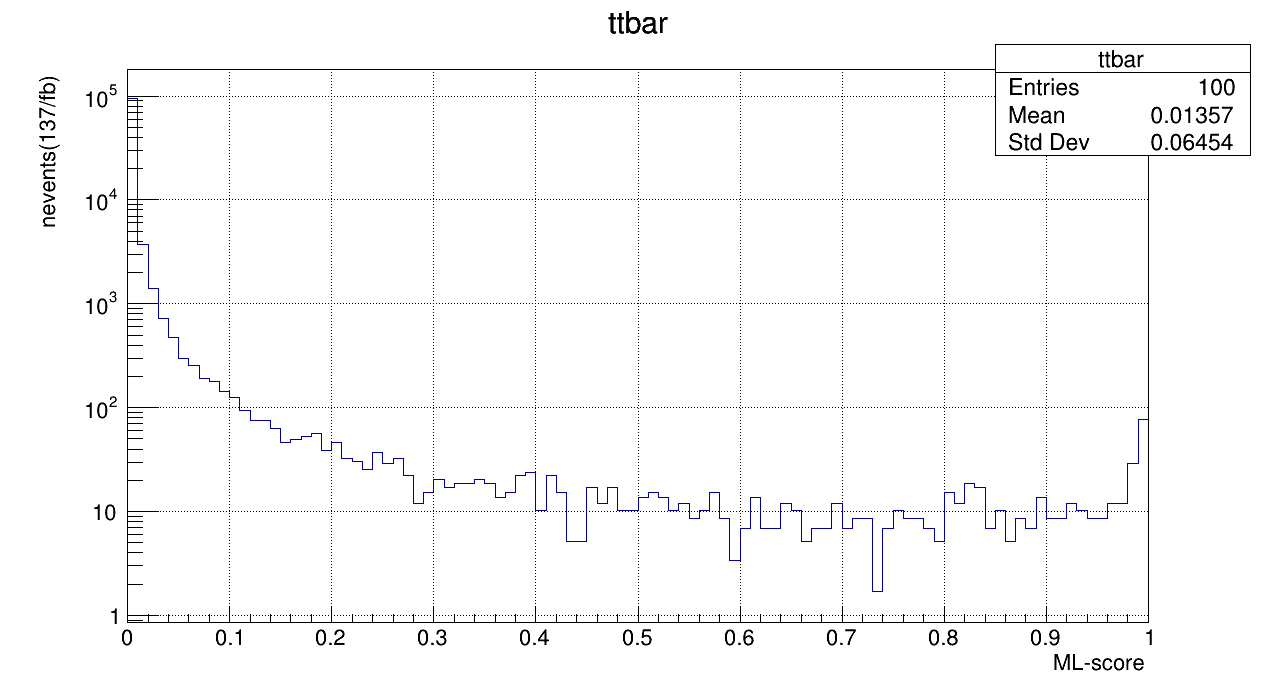 ttbar
ttbar
Entries 100
Mean 0.01357
Std Dev 0.06454
nevents(137/fb)
10^5
10^4
10^3
10^2
10
1
0 0.1 0.2 0.3 0.4 0.5 0.6 0.7 0.8 0.9 1
ML-score